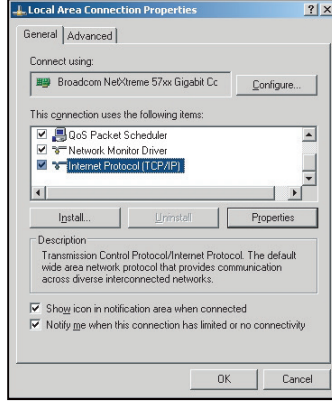 Local Area Connection Properties
General Advanced
Connect using:
Broadcom NetXtreme 57xx Gigabit Cc
Configure...
This connection uses the following items:
QoS Packet Scheduler
Network Monitor Driver
Internet Protocol (TCP/IP)
Install... Uninstall Properties
Description
Transmission Control Protocol/Internet Protocol. The default
wide area network protocol that provides communication
across diverse interconnected networks.
Show icon in notification area when connected
Notify me when this connection has limited or no connectivity
OK Cancel